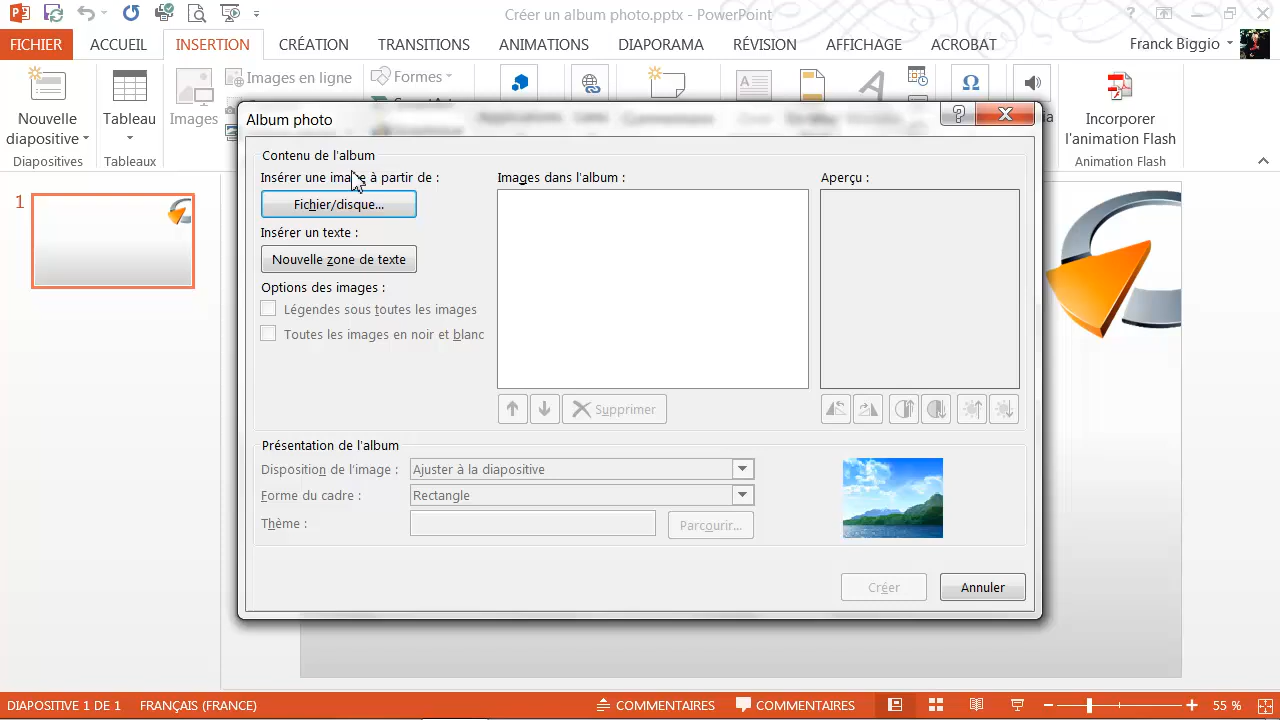 Créer un album photo.pptx - PowerPoint
FICHIER ACCUEIL INSERTION CRÉATION TRANSITIONS ANIMATIONS DIAPORAMA RÉVISION AFFICHAGE ACROBAT Franck Biggio
Images en ligne
Formes
Nouvelle
diapositive
Tableau
Images
Incorporer
l'animation Flash
Diapositives
Tableaux
Animation Flash
1
Album photo
Contenu de l'album
Insérer une image à partir de :
Fichier/disque...
Insérer un texte :
Nouvelle zone de texte
Options des images :
Légendes sous toutes les images
Toutes les images en noir et blanc
Images dans l'album :
Aperçu :
Supprimer
Présentation de l'album
Disposition de l'image : Ajuster à la diapositive
Forme du cadre : Rectangle
Thème :
Parcourir...
Créer
Annuler
DIAPOSITIVE 1 DE 1 FRANÇAIS (FRANCE) COMMENTAIRES COMMENTAIRES 55 %